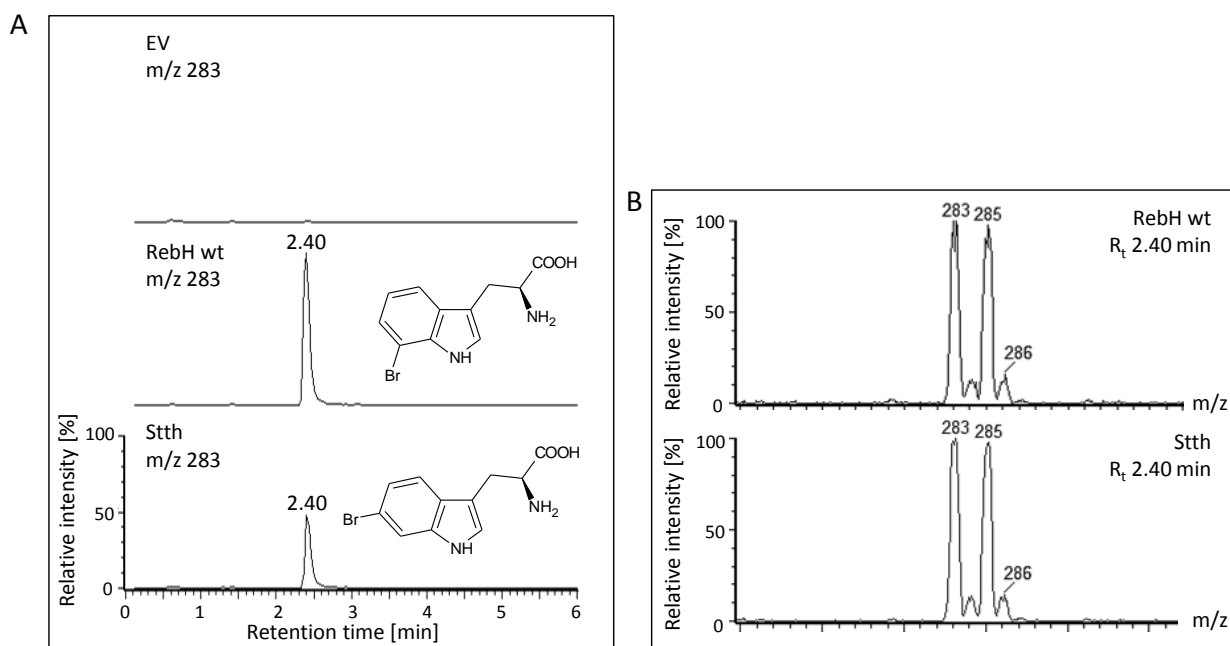 A
EV
m/z 283
RebH wt
m/z 283
2.40
COOH
NH2
Br
NH
Stth
m/z 283
2.40
COOH
NH2
Br
NH
Relative intensity [%]
100
50
0
0 1 2 3 4 5 6
Retention time [min]
B
RebH wt
Rt 2.40 min
283 285
286
Relative intensity [%]
100
50
0
m/z
Stth
Rt 2.40 min
283 285
286
Relative intensity [%]
100
50
0
m/z